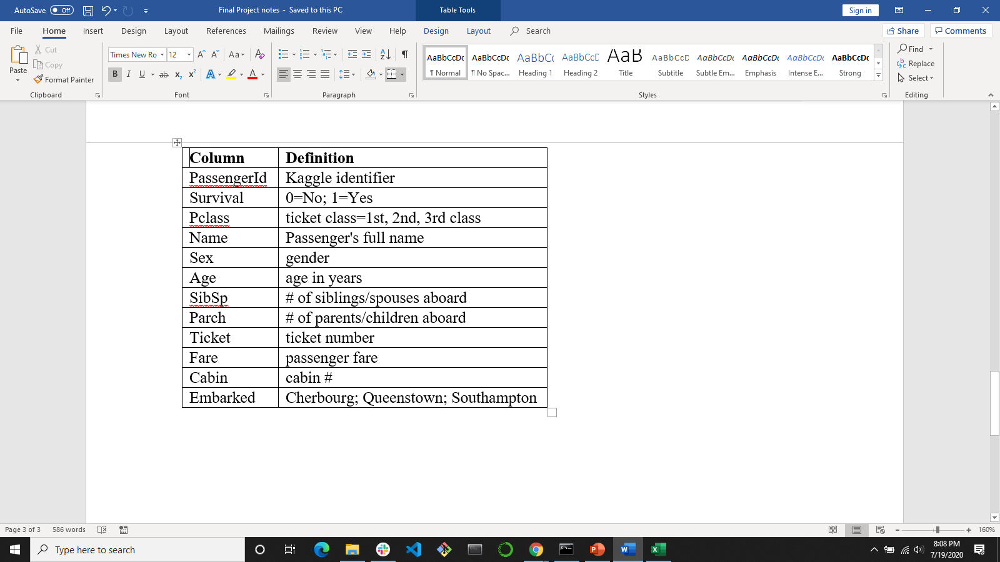 AutoSave Off Final Project notes - Saved to this PC Table Tools Sign in
File Home Insert Design Layout References Mailings Review View Help Design Layout Search Share Comments
Paste Cut Copy Format Painter
Times New Ro 12 Aa
B I U ab x₂ x² A A
AaBbCcDc AaBbCcDc AaBbCc AaBbCcE AaB AaBbCcD AaBbCcDc AaBbCcDc AaBbCcDc AaBbCcDc
¶ Normal ¶ No Spac... Heading 1 Heading 2 Title Subtitle Subtle Em... Emphasis Intense E... Strong
Find Replace Select
Clipboard Font Paragraph Styles Editing
Column Definition
PassengerId Kaggle identifier
Survival 0=No; 1=Yes
Pclass ticket class=1st, 2nd, 3rd class
Name Passenger's full name
Sex gender
Age age in years
SibSp # of siblings/spouses aboard
Parch # of parents/children aboard
Ticket ticket number
Fare passenger fare
Cabin cabin #
Embarked Cherbourg; Queenstown; Southampton
Page 3 of 3 586 words 160%
Type here to search 8:08 PM
7/19/2020